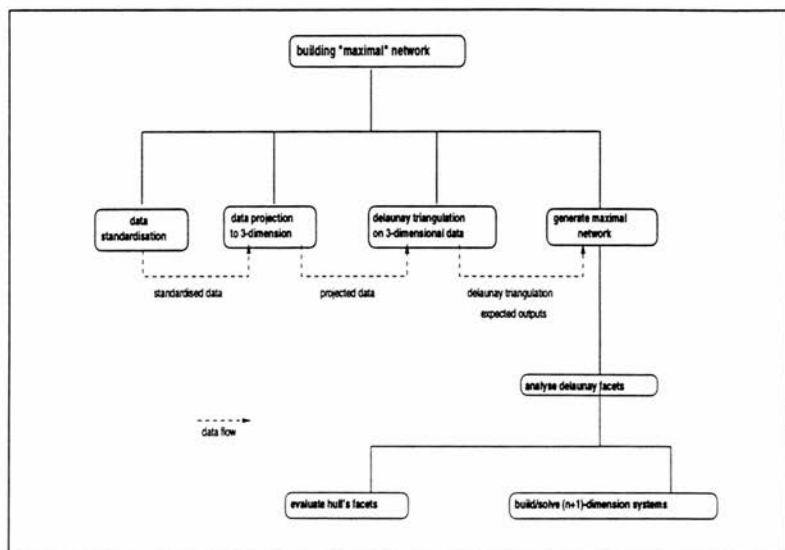 building "maximal" network
data
standardisation
data projection
to 3-dimension
delaunay triangulation
on 3-dimensional data
generate maximal
network
standardised data
projected data
delaunay triangulation
expected outputs
analyse delaunay facets
data flow
evaluate hull's facets
build/solve (n+1)-dimension systems